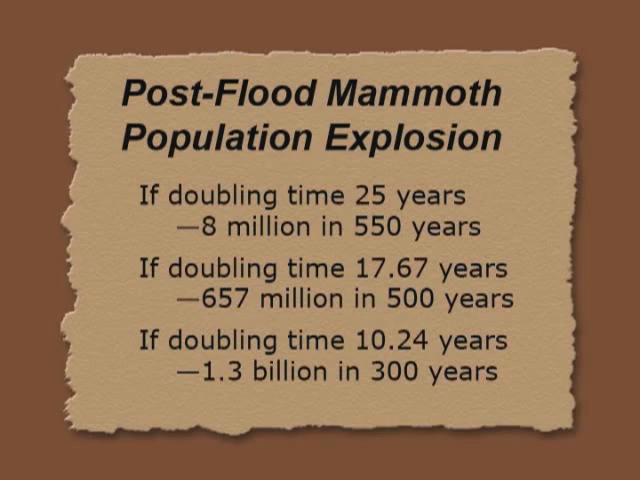 Post-Flood Mammoth
Population Explosion
If doubling time 25 years
—8 million in 550 years
If doubling time 17.67 years
—657 million in 500 years
If doubling time 10.24 years
—1.3 billion in 300 years